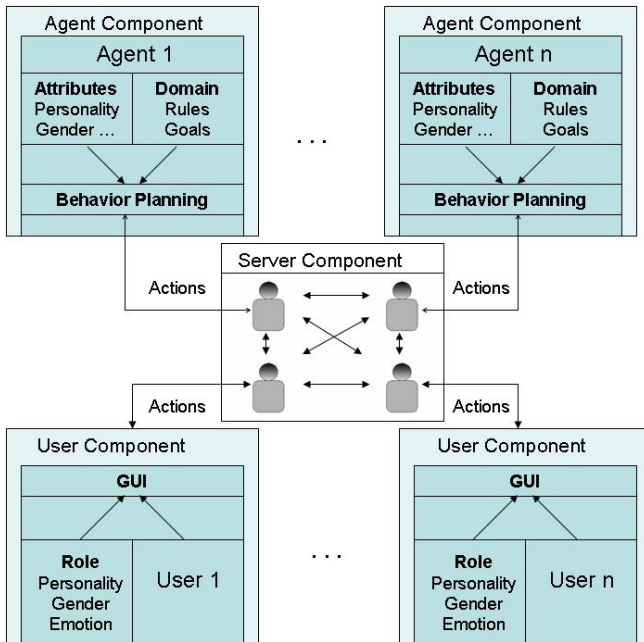 Agent Component
Agent 1
Attributes
Personality
Gender ...
Domain
Rules
Goals
Behavior Planning
. . .
Agent Component
Agent n
Attributes
Personality
Gender ...
Domain
Rules
Goals
Behavior Planning
Server Component
Actions
Actions
Actions
Actions
User Component
GUI
Role
Personality
Gender
Emotion
User 1
. . .
User Component
GUI
Role
Personality
Gender
Emotion
User n